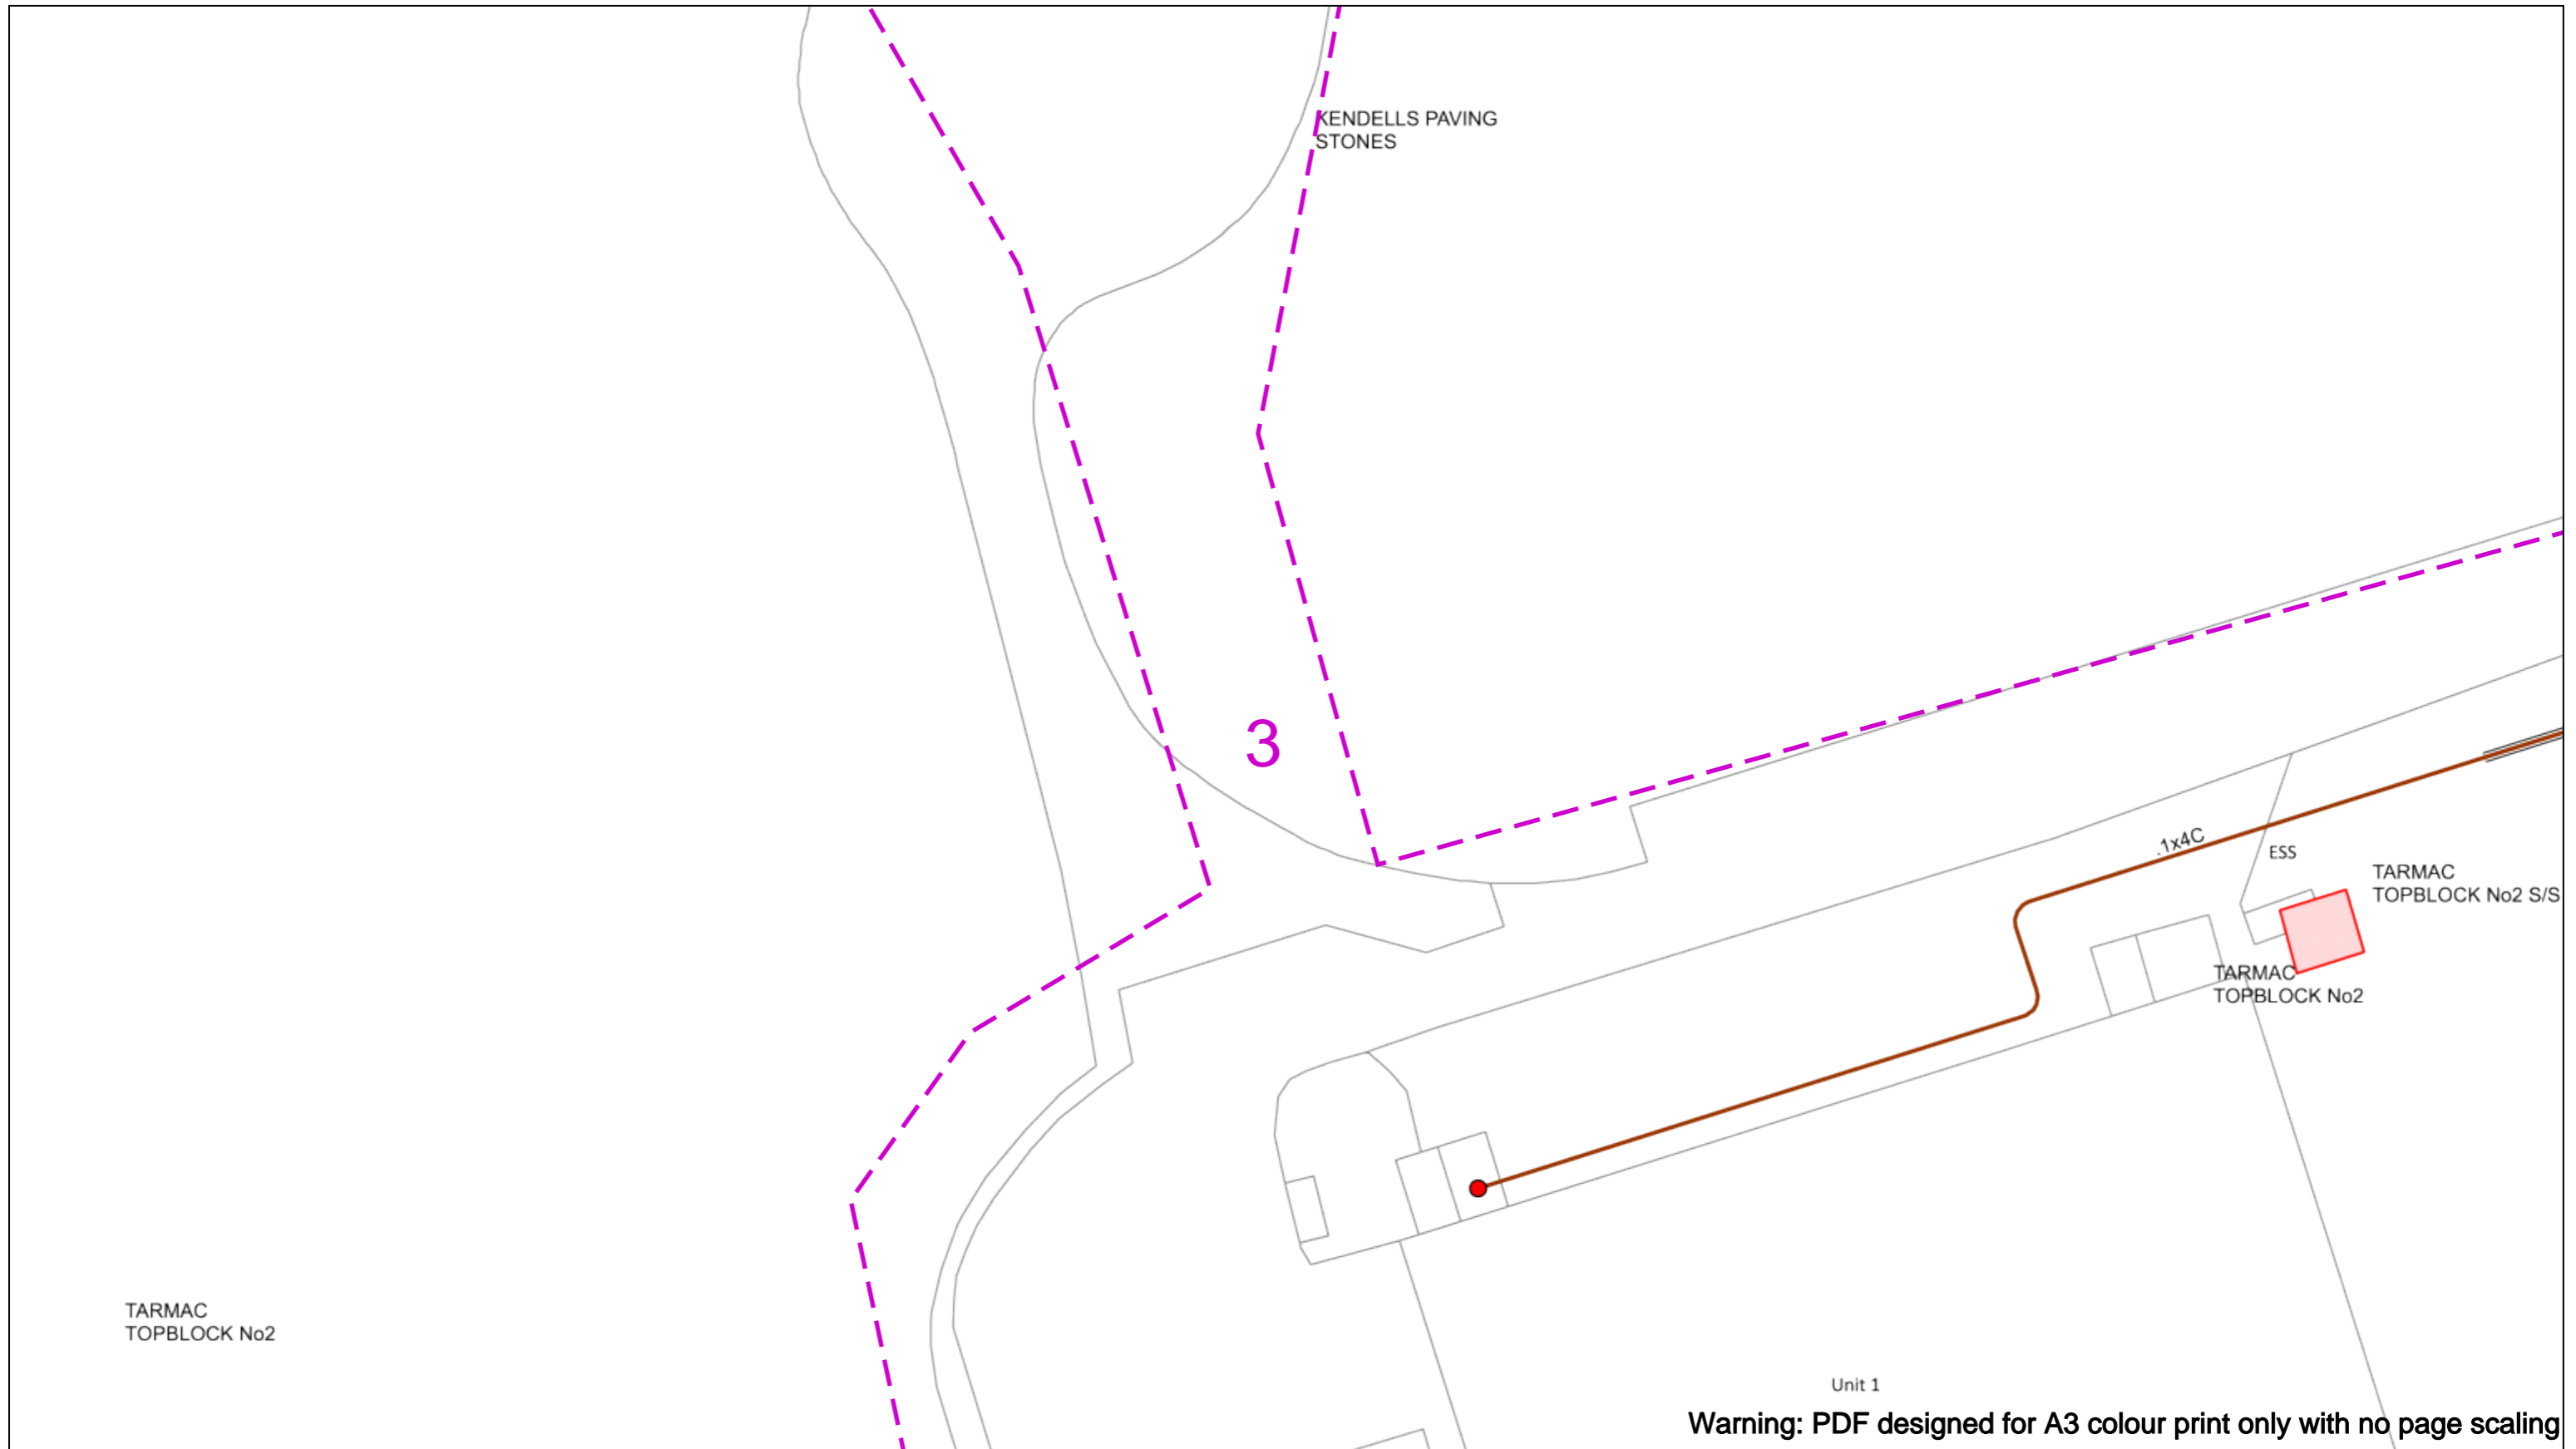 KENDELLS PAVING
STONES
3
.1x4C
ESS
TARMAC
TOPBLOCK No2 S/S
TARMAC
TOPBLOCK No2
TARMAC
TOPBLOCK No2
Unit 1
Warning: PDF designed for A3 colour print only with no page scaling